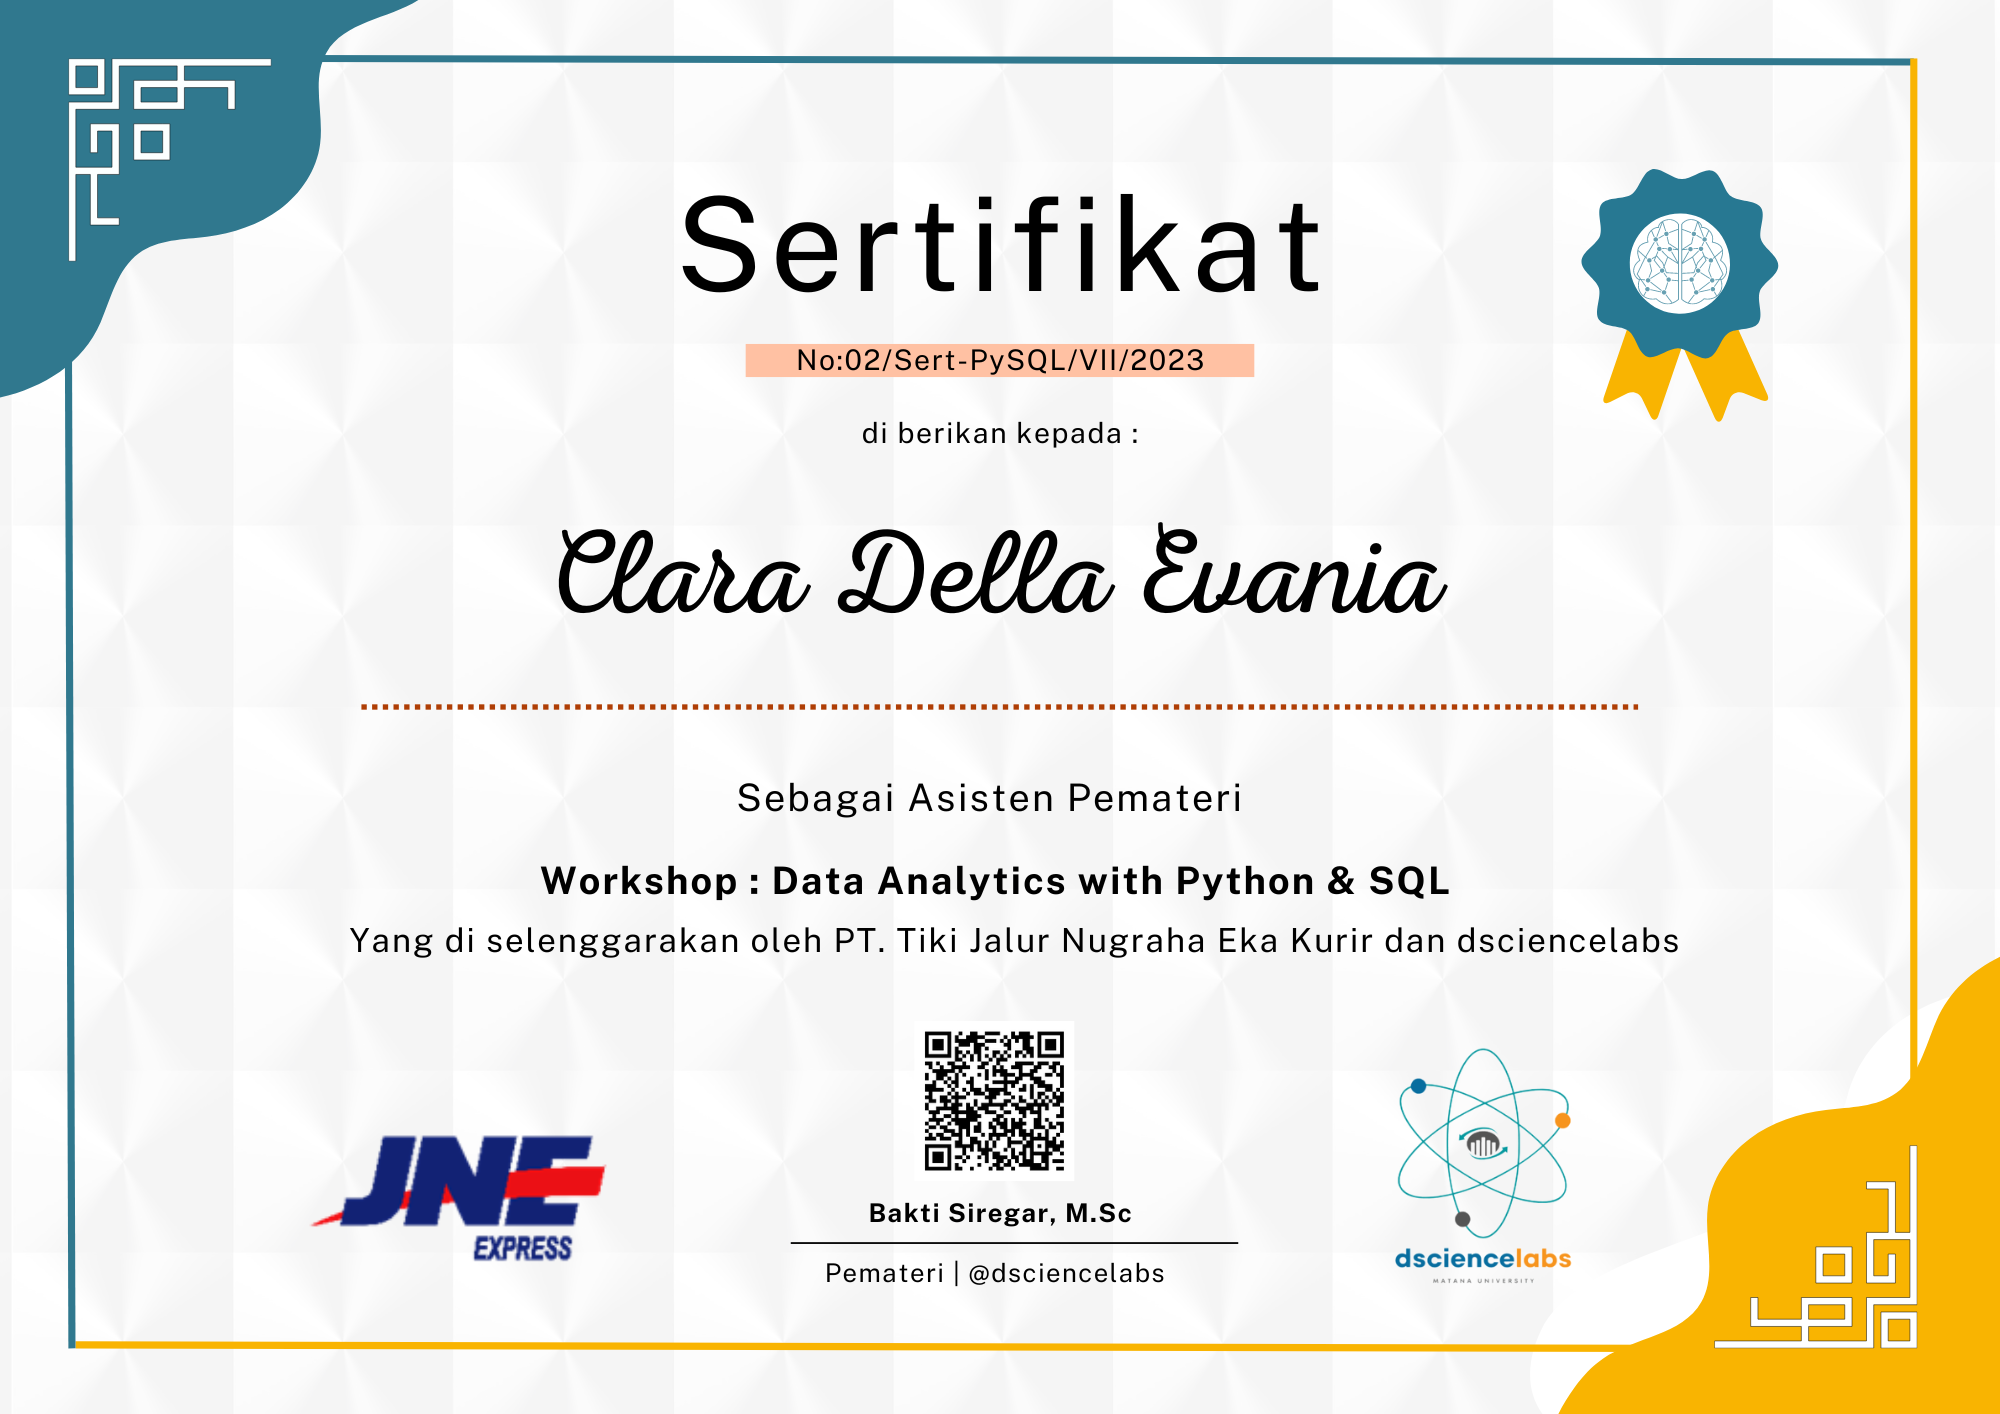 Sertifikat
No:02/Sert-PySQL/VII/2023
di berikan kepada :
Clara Della Evania
Sebagai Asisten Pemateri
Workshop : Data Analytics with Python & SQL
Yang di selenggarakan oleh PT. Tiki Jalur Nugraha Eka Kurir dan dsciencelabs
JNE
EXPRESS
Bakti Siregar, M.Sc
Pemateri | @dsciencelabs
dsciencelabs
MATANA UNIVERSITY